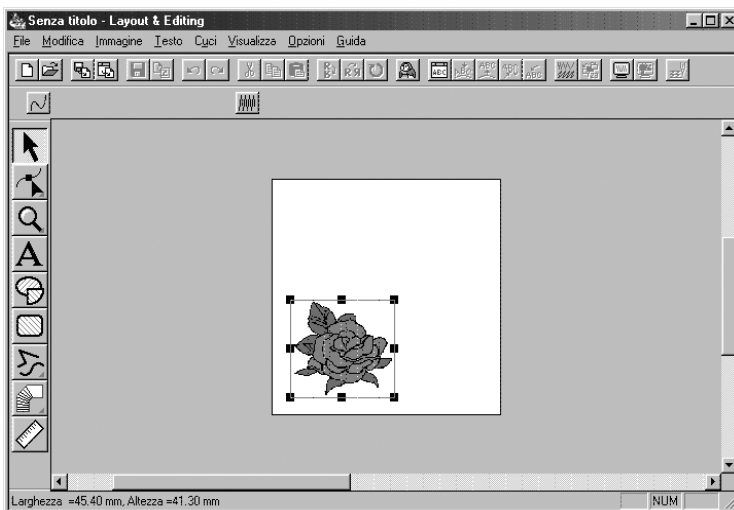 Senza titolo - Layout & Editing
File Modifica Immagine Testo Cuci Visualizza Opzioni Guida
A
Larghezza =45.40 mm, Altezza =41.30 mm NUM